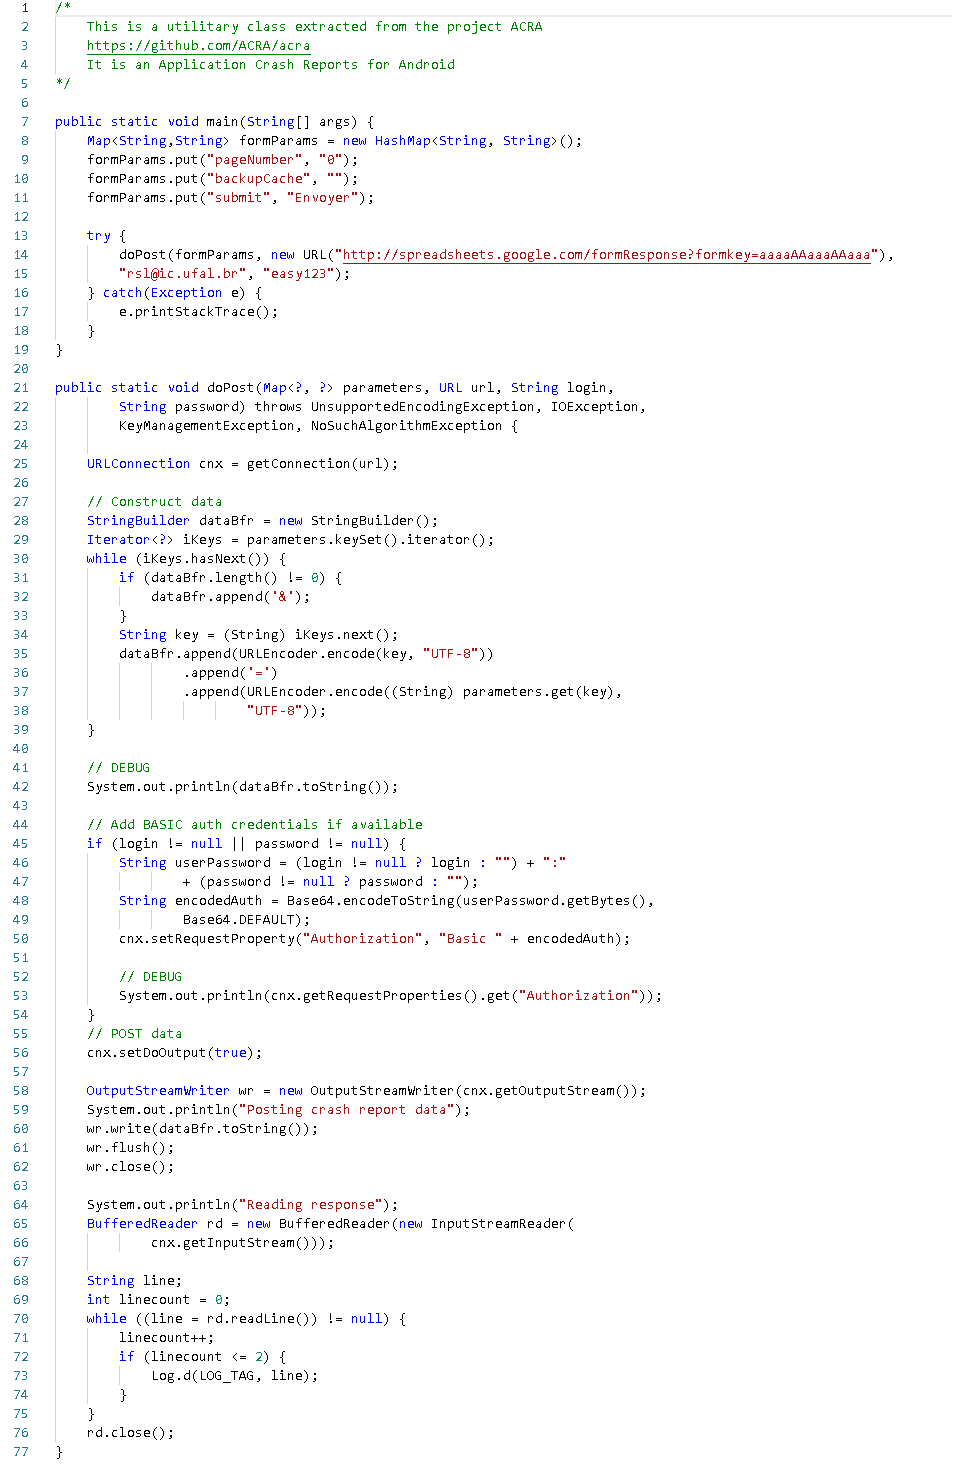 1 /*
2 This is a utilitary class extracted from the project ACRA
3 https://github.com/ACRA/acra
4 It is an Application Crash Reports for Android
5 */
6
7 public static void main(String[] args) {
8 Map<String,String> formParams = new HashMap<String, String>();
9 formParams.put("pageNumber", "0");
10 formParams.put("backupCache", "");
11 formParams.put("submit", "Envoyer");
12
13 try {
14 doPost(formParams, new URL("http://spreadsheets.google.com/formResponse?formkey=aaaaAAaaaAAaaa"),
15 "rsl@ic.ufal.br", "easy123");
16 } catch(Exception e) {
17 e.printStackTrace();
18 }
19 }
20
21 public static void doPost(Map<?, ?> parameters, URL url, String login,
22 String password) throws UnsupportedEncodingException, IOException,
23 KeyManagementException, NoSuchAlgorithmException {
24
25 URLConnection cnx = getConnection(url);
26
27 // Construct data
28 StringBuilder dataBfr = new StringBuilder();
29 Iterator<?> iKeys = parameters.keySet().iterator();
30 while (iKeys.hasNext()) {
31 if (dataBfr.length() != 0) {
32 dataBfr.append('&');
33 }
34 String key = (String) iKeys.next();
35 dataBfr.append(URLEncoder.encode(key, "UTF-8"))
36 .append('=')
37 .append(URLEncoder.encode((String) parameters.get(key),
38 "UTF-8"));
39 }
40
41 // DEBUG
42 System.out.println(dataBfr.toString());
43
44 // Add BASIC auth credentials if available
45 if (login != null || password != null) {
46 String userPassword = (login != null ? login : "") + ":"
47 + (password != null ? password : "");
48 String encodedAuth = Base64.encodeToString(userPassword.getBytes(),
49 Base64.DEFAULT);
50 cnx.setRequestProperty("Authorization", "Basic " + encodedAuth);
51
52 // DEBUG
53 System.out.println(cnx.getRequestProperties().get("Authorization"));
54 }
55 // POST data
56 cnx.setDoOutput(true);
57
58 OutputStreamWriter wr = new OutputStreamWriter(cnx.getOutputStream());
59 System.out.println("Posting crash report data");
60 wr.write(dataBfr.toString());
61 wr.flush();
62 wr.close();
63
64 System.out.println("Reading response");
65 BufferedReader rd = new BufferedReader(new InputStreamReader(
66 cnx.getInputStream()));
67
68 String line;
69 int linecount = 0;
70 while ((line = rd.readLine()) != null) {
71 linecount++;
72 if (linecount <= 2) {
73 Log.d(LOG_TAG, line);
74 }
75 }
76 rd.close();
77 }